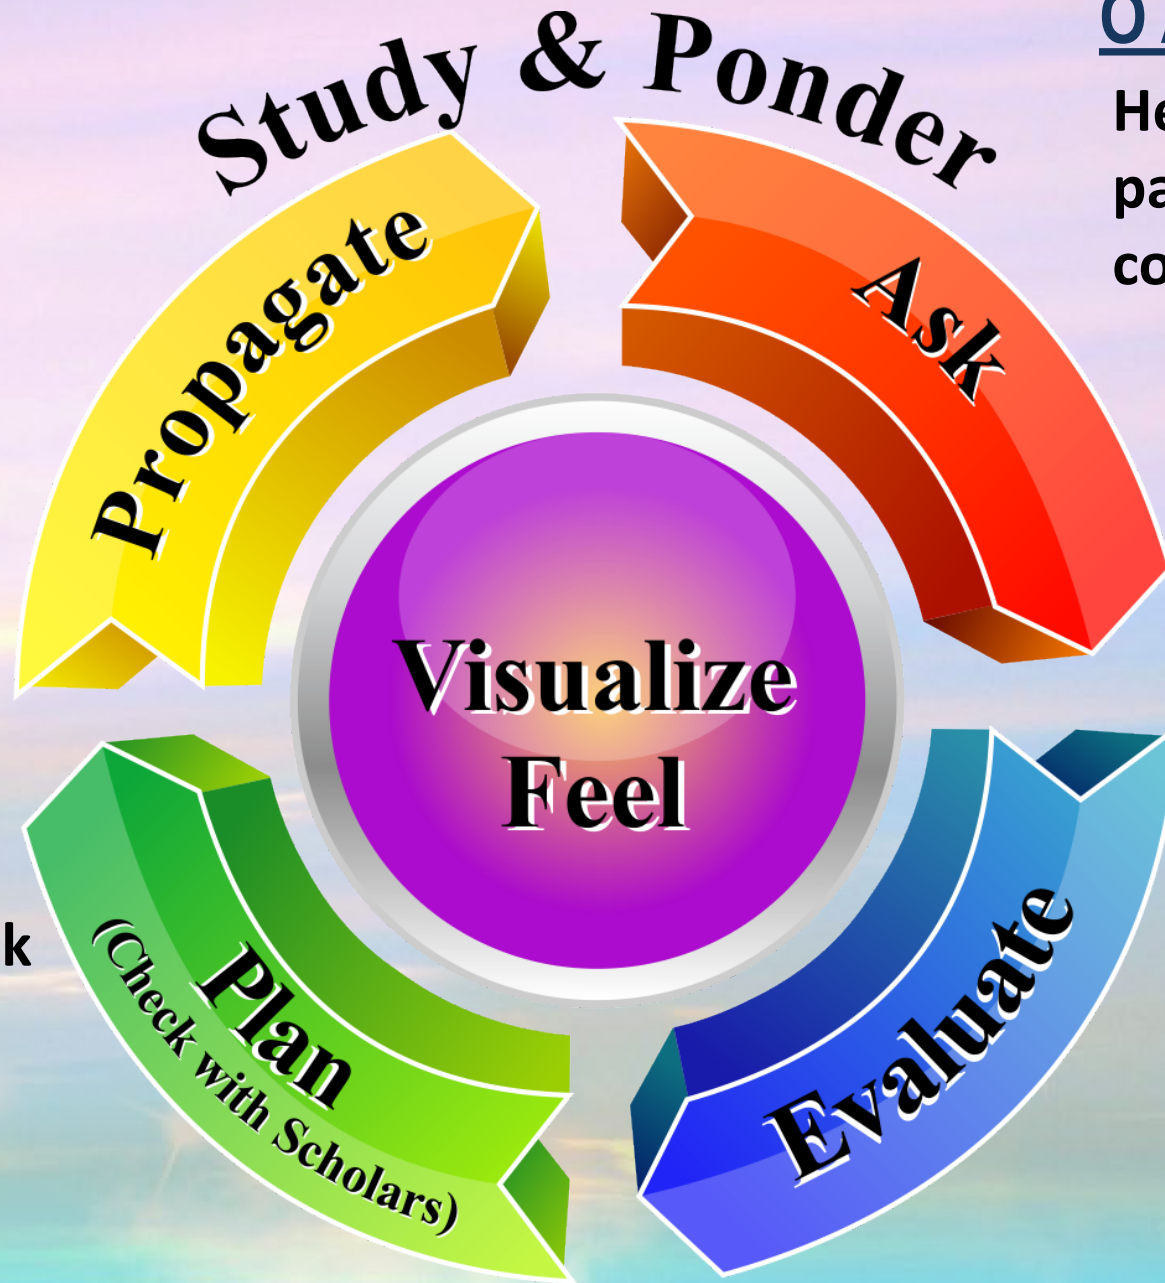 Study & Ponder
Ask
Evaluate
Plan
(Check with Scholars)
Propagate
Visualize
Feel